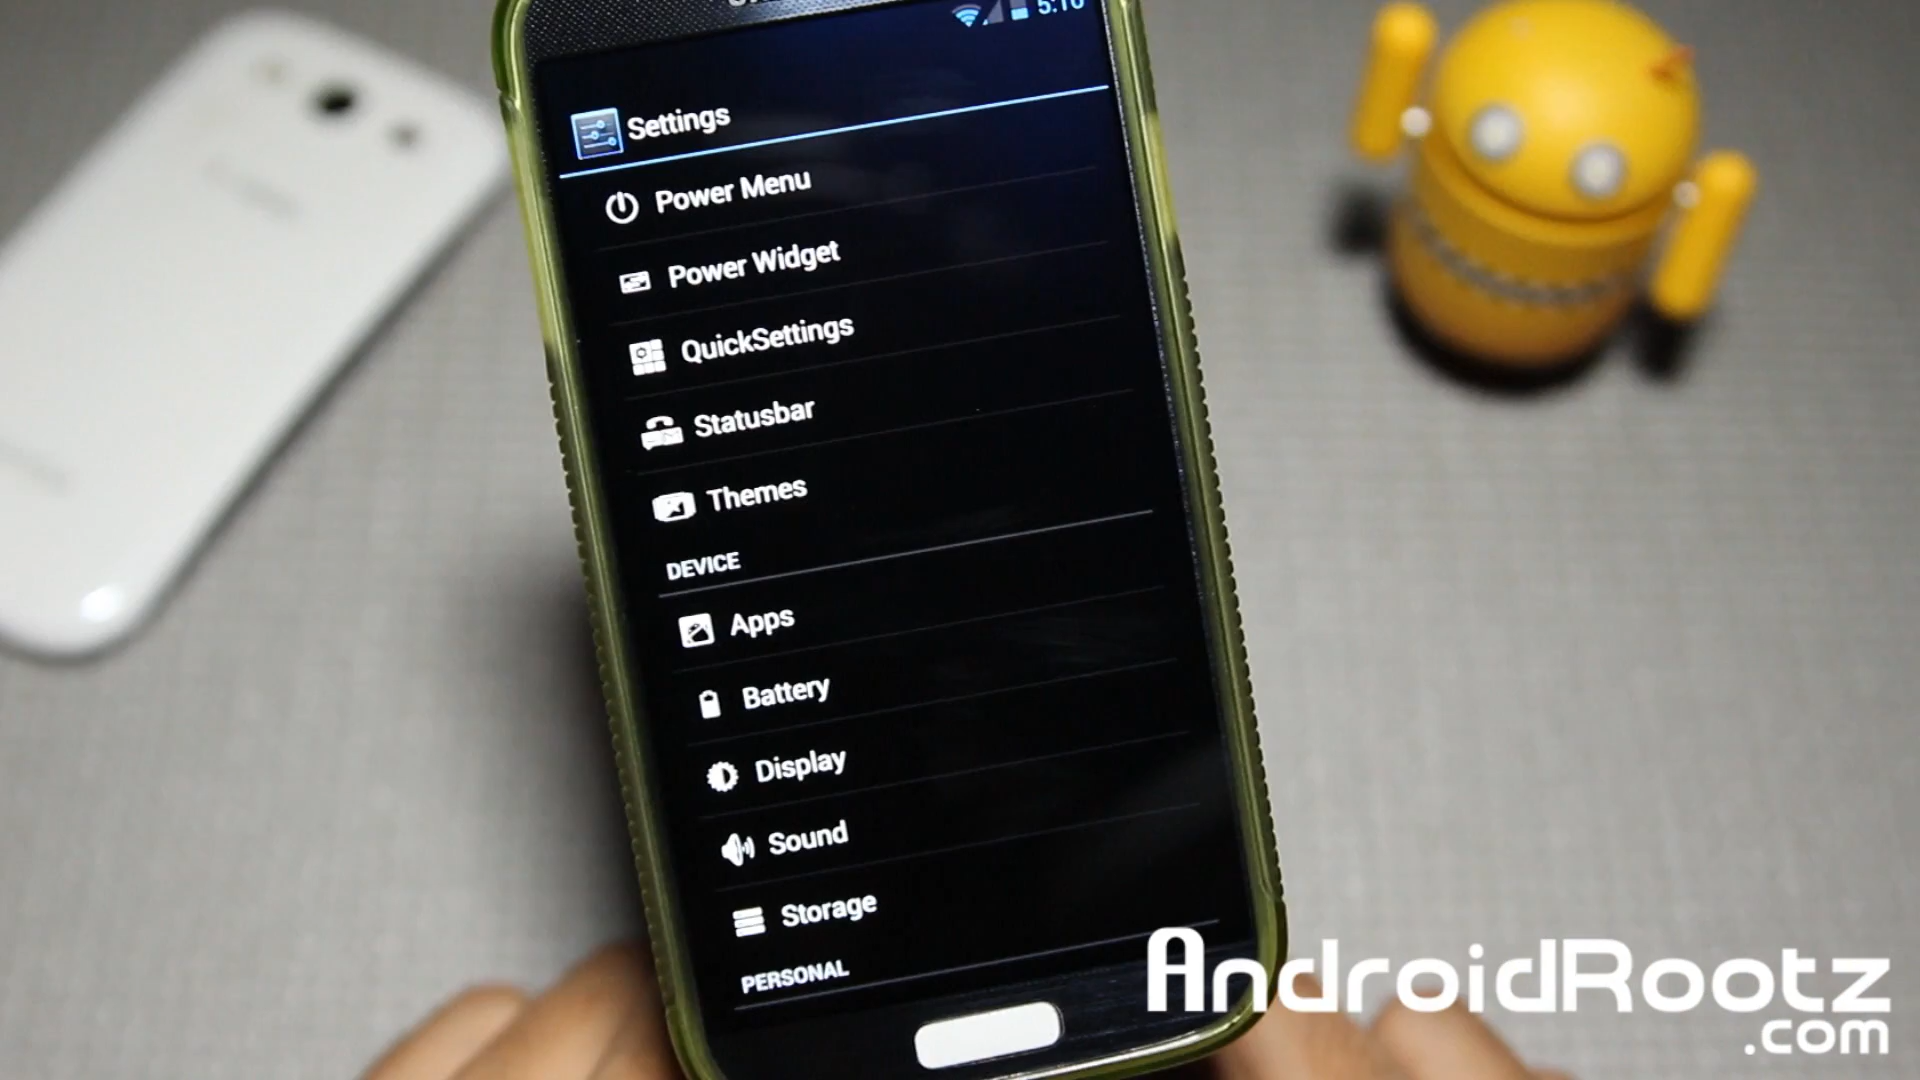 Settings
Power Menu
Power Widget
QuickSettings
Statusbar
Themes
DEVICE
Apps
Battery
Display
Sound
Storage
PERSONAL
AndroidRootz
.com